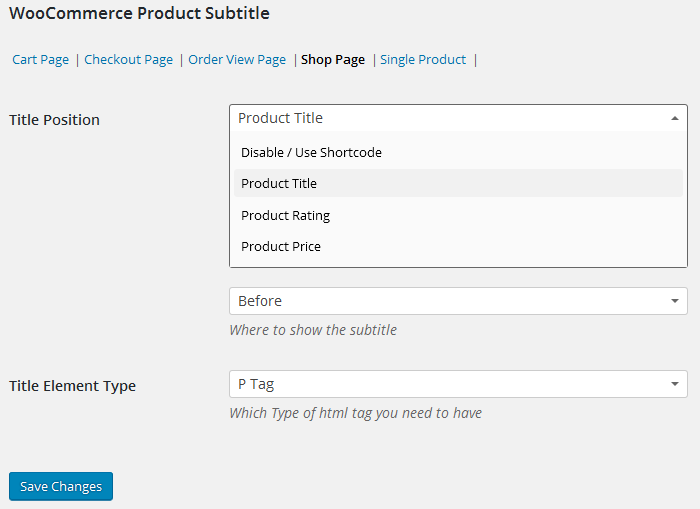 WooCommerce Product Subtitle
Cart Page | Checkout Page | Order View Page | Shop Page | Single Product |
Title Position
Product Title
Disable / Use Shortcode
Product Title
Product Rating
Product Price
Before
Where to show the subtitle
Title Element Type
P Tag
Which Type of html tag you need to have
Save Changes